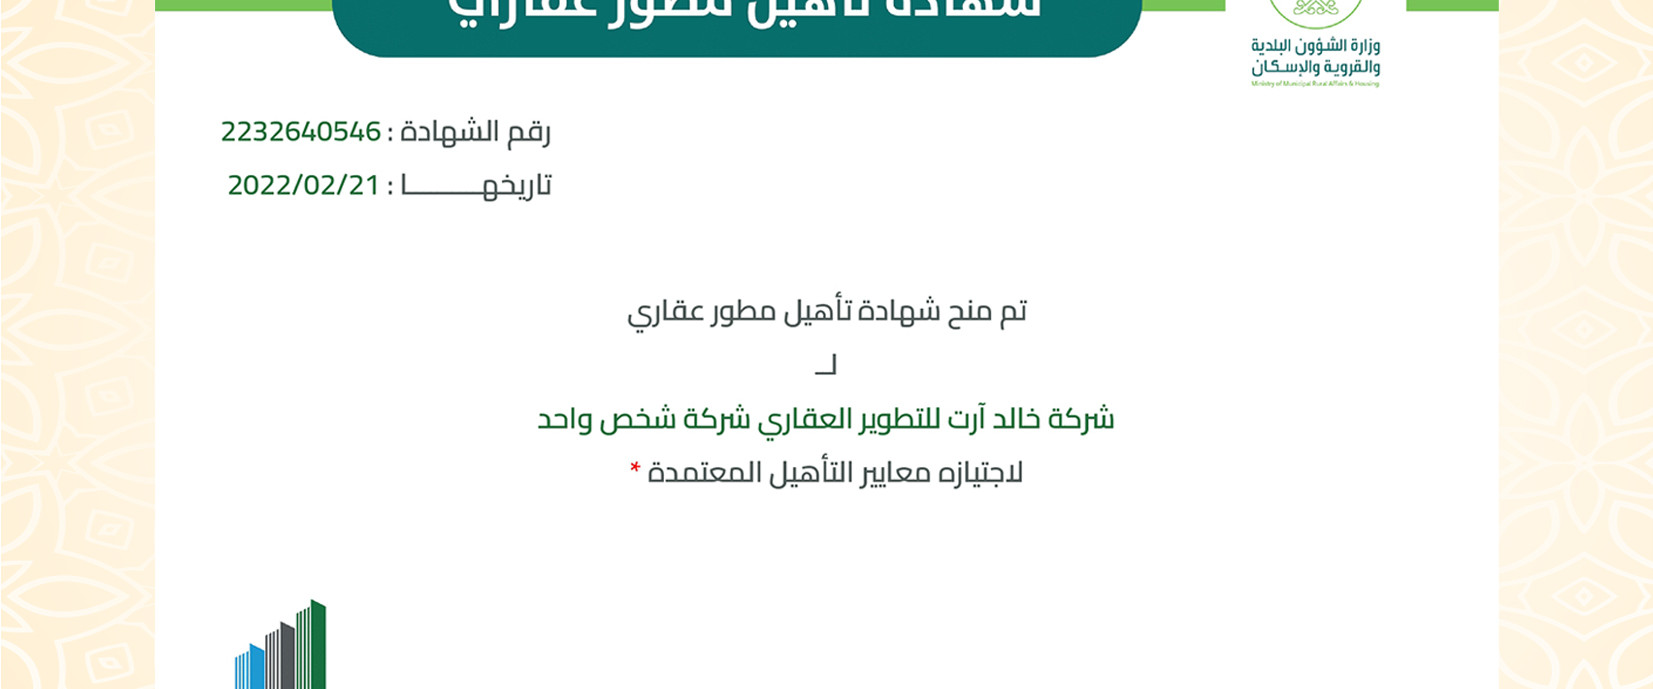 شهادة تأهيل مطور عقاري
وزارة الشؤون البلدية
والقروية والإسكان
Ministry of Municipal Rural Affairs & Housing
رقم الشهادة : 2232640546
تاريخهـــــــــا : 2022/02/21
تم منح شهادة تأهيل مطور عقاري
لــ
شركة خالد آرت للتطوير العقاري شركة شخص واحد
لاجتيازه معايير التأهيل المعتمدة *